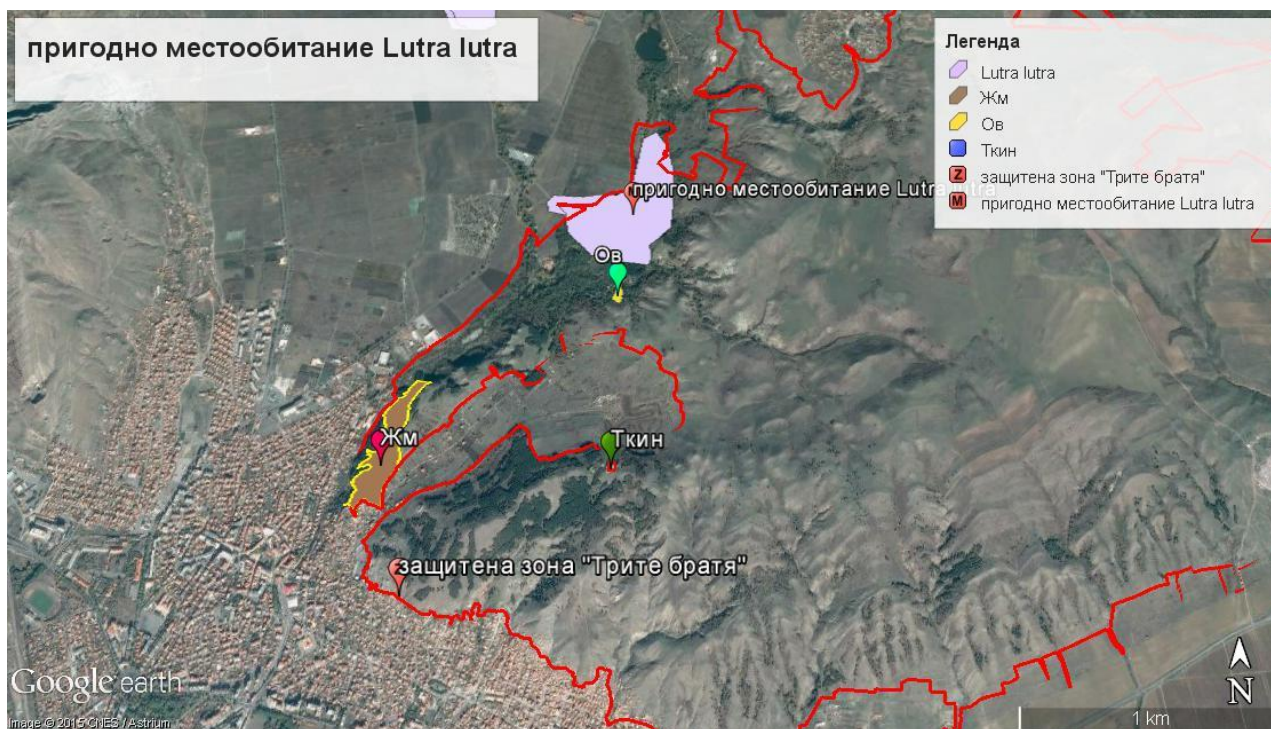 пригодно местообитание Lutra lutra
Легенда
Lutra lutra
Жм
Ов
Ткин
Z защитена зона "Трите братя"
M пригодно местообитание Lutra lutra
пригодно местообитание Lutra lutra
Ов
Жм
Ткин
защитена зона "Трите братя"
Google earth
Image © 2015 CNES / Astrium
1 km
N